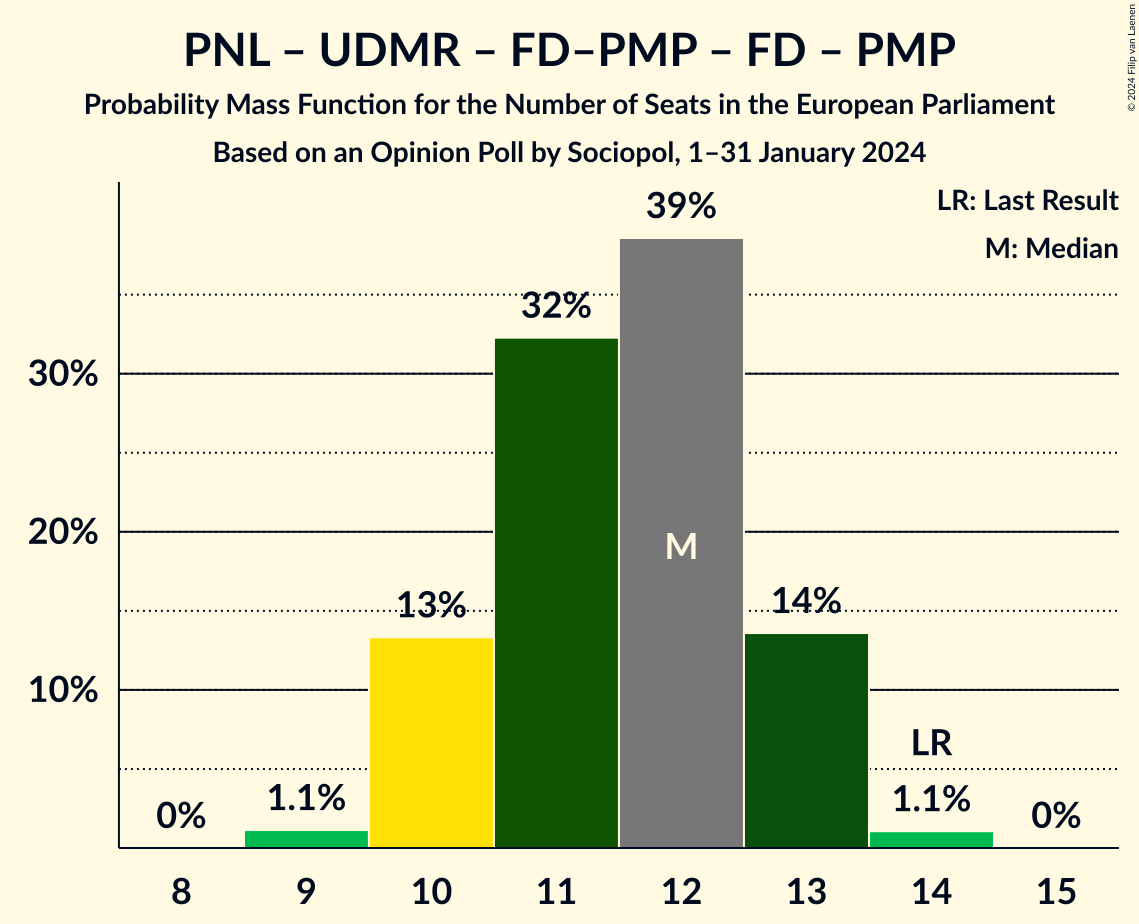 PNL – UDMR – FD–PMP – FD – PMP
Probability Mass Function for the Number of Seats in the European Parliament
Based on an Opinion Poll by Sociopol, 1–31 January 2024
© 2024 Filip van Laenen
LR: Last Result
M: Median
39%
32%
30%
20%
M
13%
14%
10%
LR
0%
1.1%
1.1%
0%
8
9
10
11
12
13
14
15